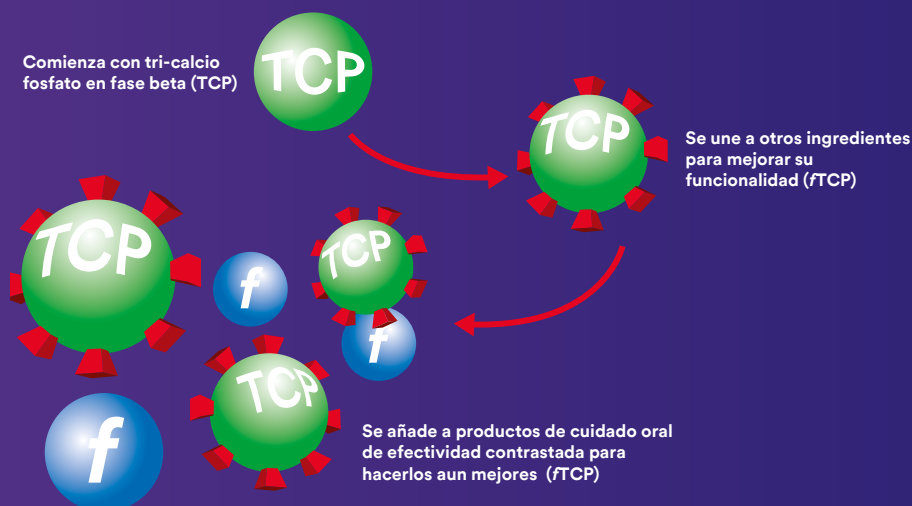 Comienza con tri-calcio
fosfato en fase beta (TCP)
TCP
TCP
Se une a otros ingredientes
para mejorar su
funcionalidad (fTCP)
TCP
f
TCP
f
TCP
f
Se añade a productos de cuidado oral
de efectividad contrastada para
hacerlos aun mejores (fTCP)